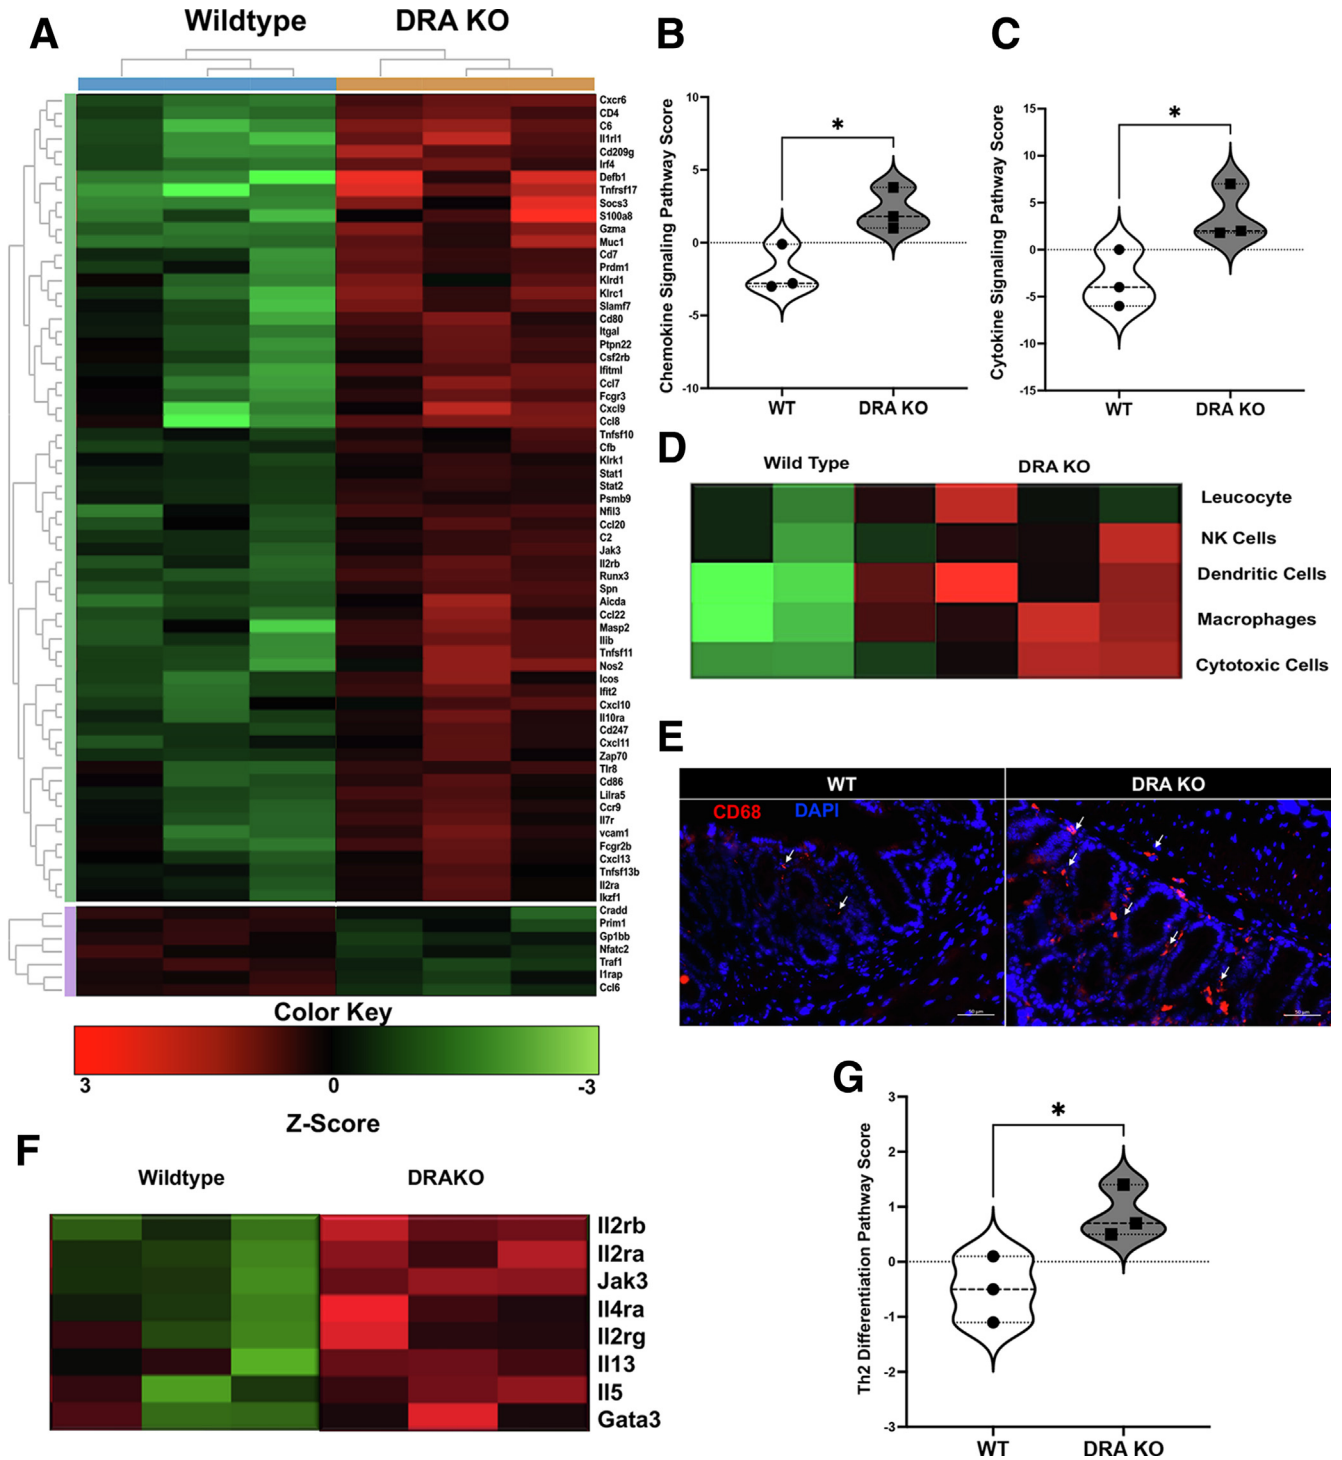 A
Wildtype
DRA KO
Cxcr6
CD4
C6
Il1rl1
Cd209g
Irf4
Defb1
Tnfrsf17
Socs3
S100a8
Gzma
Muc1
Cd7
Prdm1
Klrd1
Klrc1
Slamf7
Cd80
Itgal
Ptpn22
Csf2rb
Ifitml
Ccl7
Fcgr3
Cxcl9
Ccl8
Tnfsf10
Cfb
Klrk1
Stat1
Stat2
Psmb9
Nfil3
Ccl20
C2
Jak3
Il2rb
Runx3
Spn
Aicda
Ccl22
Masp2
Ilib
Tnfsf11
Nos2
Icos
Ifit2
Cxcl10
Il10ra
Cd247
Cxcl11
Zap70
Tlr8
Cd86
Lilra5
Ccr9
Il7r
vcam1
Fcgr2b
Cxcl13
Tnfsf13b
Il2ra
Ikzf1
Cradd
Prim1
Gp1bb
Nfatc2
Traf1
l1rap
Ccl6
Color Key
3
0
-3
Z-Score
B
Chemokine Signaling Pathway Score
10
5
0
-5
-10
*
WT
DRA KO
C
Cytokine Signaling Pathway Score
15
10
5
0
-5
-10
-15
*
WT
DRA KO
D
Wild Type
DRA KO
Leucocyte
NK Cells
Dendritic Cells
Macrophages
Cytotoxic Cells
E
WT
DRA KO
CD68
DAPI
50 µm
50 µm
F
Wildtype
DRAKO
Il2rb
Il2ra
Jak3
Il4ra
Il2rg
Il13
Il5
Gata3
G
Th2 Differentiation Pathway Score
3
2
1
0
-1
-2
-3
*
WT
DRA KO